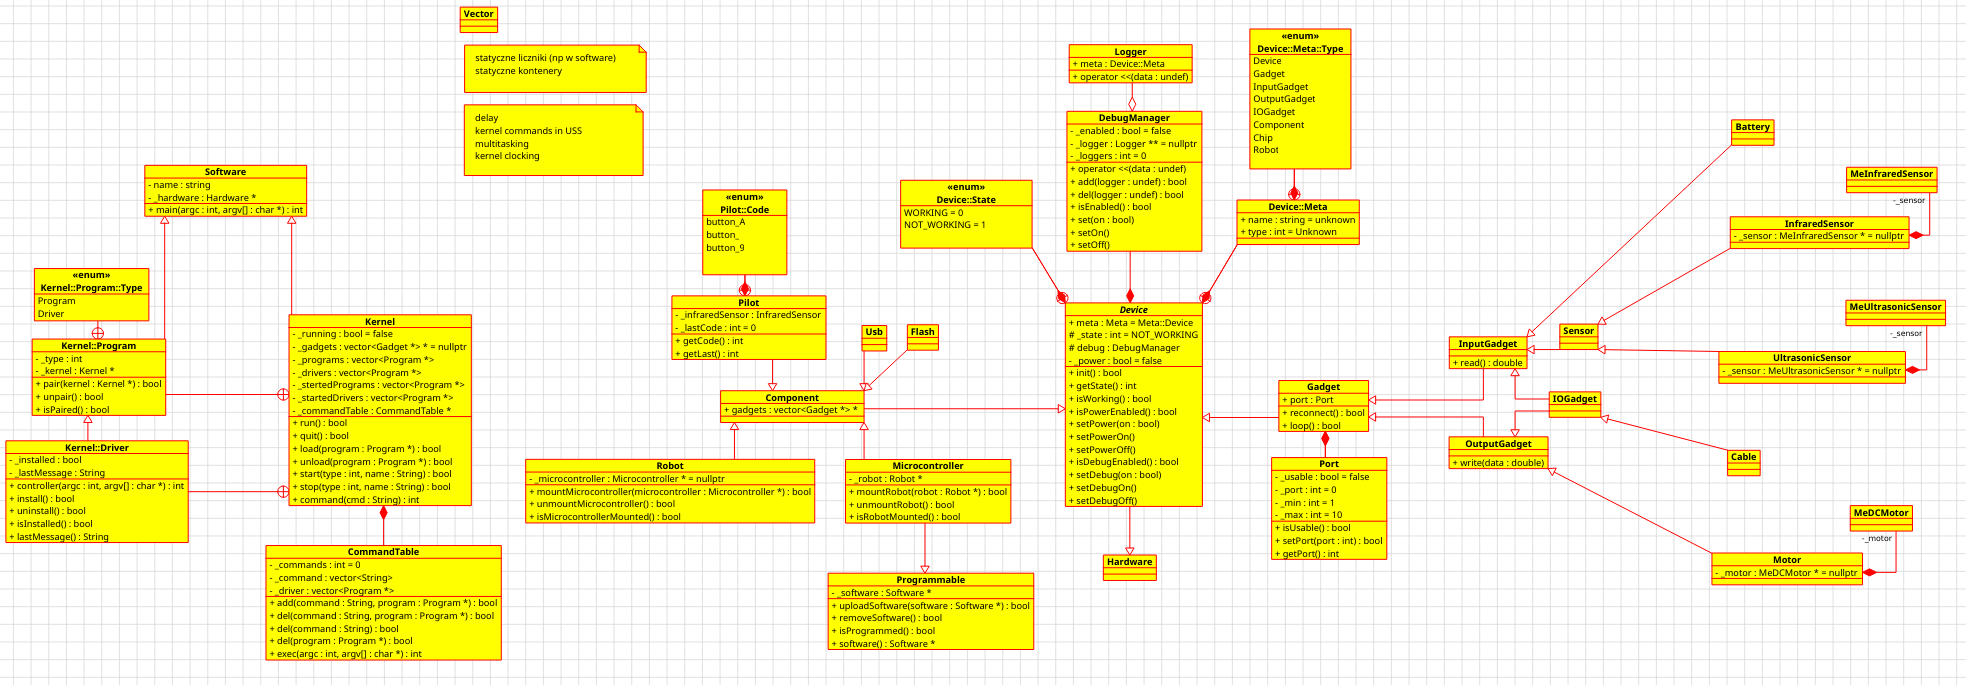 Vector
statyczne liczniki (np w software)
statyczne kontenery
delay
kernel commands in USS
multitasking
kernel clocking
Software
- name : string
- _hardware : Hardware *
+ main(argc : int, argv[] : char *) : int
«enum»
Kernel::Program::Type
Program
Driver
Kernel::Program
- _type : int
- _kernel : Kernel *
+ pair(kernel : Kernel *) : bool
+ unpair() : bool
+ isPaired() : bool
Kernel::Driver
- _installed : bool
- _lastMessage : String
+ controller(argc : int, argv[] : char *) : int
+ install() : bool
+ uninstall() : bool
+ isInstalled() : bool
+ lastMessage() : String
Kernel
- _running : bool = false
- _gadgets : vector<Gadget *> * = nullptr
- _programs : vector<Program *>
- _drivers : vector<Program *>
- _stertedPrograms : vector<Program *>
- _startedDrivers : vector<Program *>
- _commandTable : CommandTable *
+ run() : bool
+ quit() : bool
+ load(program : Program *) : bool
+ unload(program : Program *) : bool
+ start(type : int, name : String) : bool
+ stop(type : int, name : String) : bool
+ command(cmd : String) : int
CommandTable
- _commands : int = 0
- _command : vector<String>
- _driver : vector<Program *>
+ add(command : String, program : Program *) : bool
+ del(command : String, program : Program *) : bool
+ del(command : String) : bool
+ del(program : Program *) : bool
+ exec(argc : int, argv[] : char *) : int
«enum»
Pilot::Code
button_A
button_
button_9
Pilot
- _infraredSensor : InfraredSensor
- _lastCode : int = 0
+ getCode() : int
+ getLast() : int
Usb
Flash
Component
+ gadgets : vector<Gadget *> *
Robot
- _microcontroller : Microcontroller * = nullptr
+ mountMicrocontroller(microcontroller : Microcontroller *) : bool
+ unmountMicrocontroller() : bool
+ isMicrocontrollerMounted() : bool
Microcontroller
- _robot : Robot *
+ mountRobot(robot : Robot *) : bool
+ unmountRobot() : bool
+ isRobotMounted() : bool
Programmable
- _software : Software *
+ uploadSoftware(software : Software *) : bool
+ removeSoftware() : bool
+ isProgrammed() : bool
+ software() : Software *
Logger
+ meta : Device::Meta
+ operator <<(data : undef)
DebugManager
- _enabled : bool = false
- _logger : Logger ** = nullptr
- _loggers : int = 0
+ operator <<(data : undef)
+ add(logger : undef) : bool
+ del(logger : undef) : bool
+ isEnabled() : bool
+ set(on : bool)
+ setOn()
+ setOff()
«enum»
Device::State
WORKING = 0
NOT_WORKING = 1
«enum»
Device::Meta::Type
Device
Gadget
InputGadget
OutputGadget
IOGadget
Component
Chip
Robot
Device::Meta
+ name : string = unknown
+ type : int = Unknown
Device
+ meta : Meta = Meta::Device
# _state : int = NOT_WORKING
# debug : DebugManager
- _power : bool = false
+ init() : bool
+ getState() : int
+ isWorking() : bool
+ isPowerEnabled() : bool
+ setPower(on : bool)
+ setPowerOn()
+ setPowerOff()
+ isDebugEnabled() : bool
+ setDebug(on : bool)
+ setDebugOn()
+ setDebugOff()
Hardware
Gadget
+ port : Port
+ reconnect() : bool
+ loop() : bool
Port
- _usable : bool = false
- _port : int = 0
- _min : int = 1
- _max : int = 10
+ isUsable() : bool
+ setPort(port : int) : bool
+ getPort() : int
InputGadget
+ read() : double
OutputGadget
+ write(data : double)
IOGadget
Sensor
Battery
MeInfraredSensor
-_sensor
InfraredSensor
- _sensor : MeInfraredSensor * = nullptr
MeUltrasonicSensor
-_sensor
UltrasonicSensor
- _sensor : MeUltrasonicSensor * = nullptr
Cable
MeDCMotor
-_motor
Motor
- _motor : MeDCMotor * = nullptr